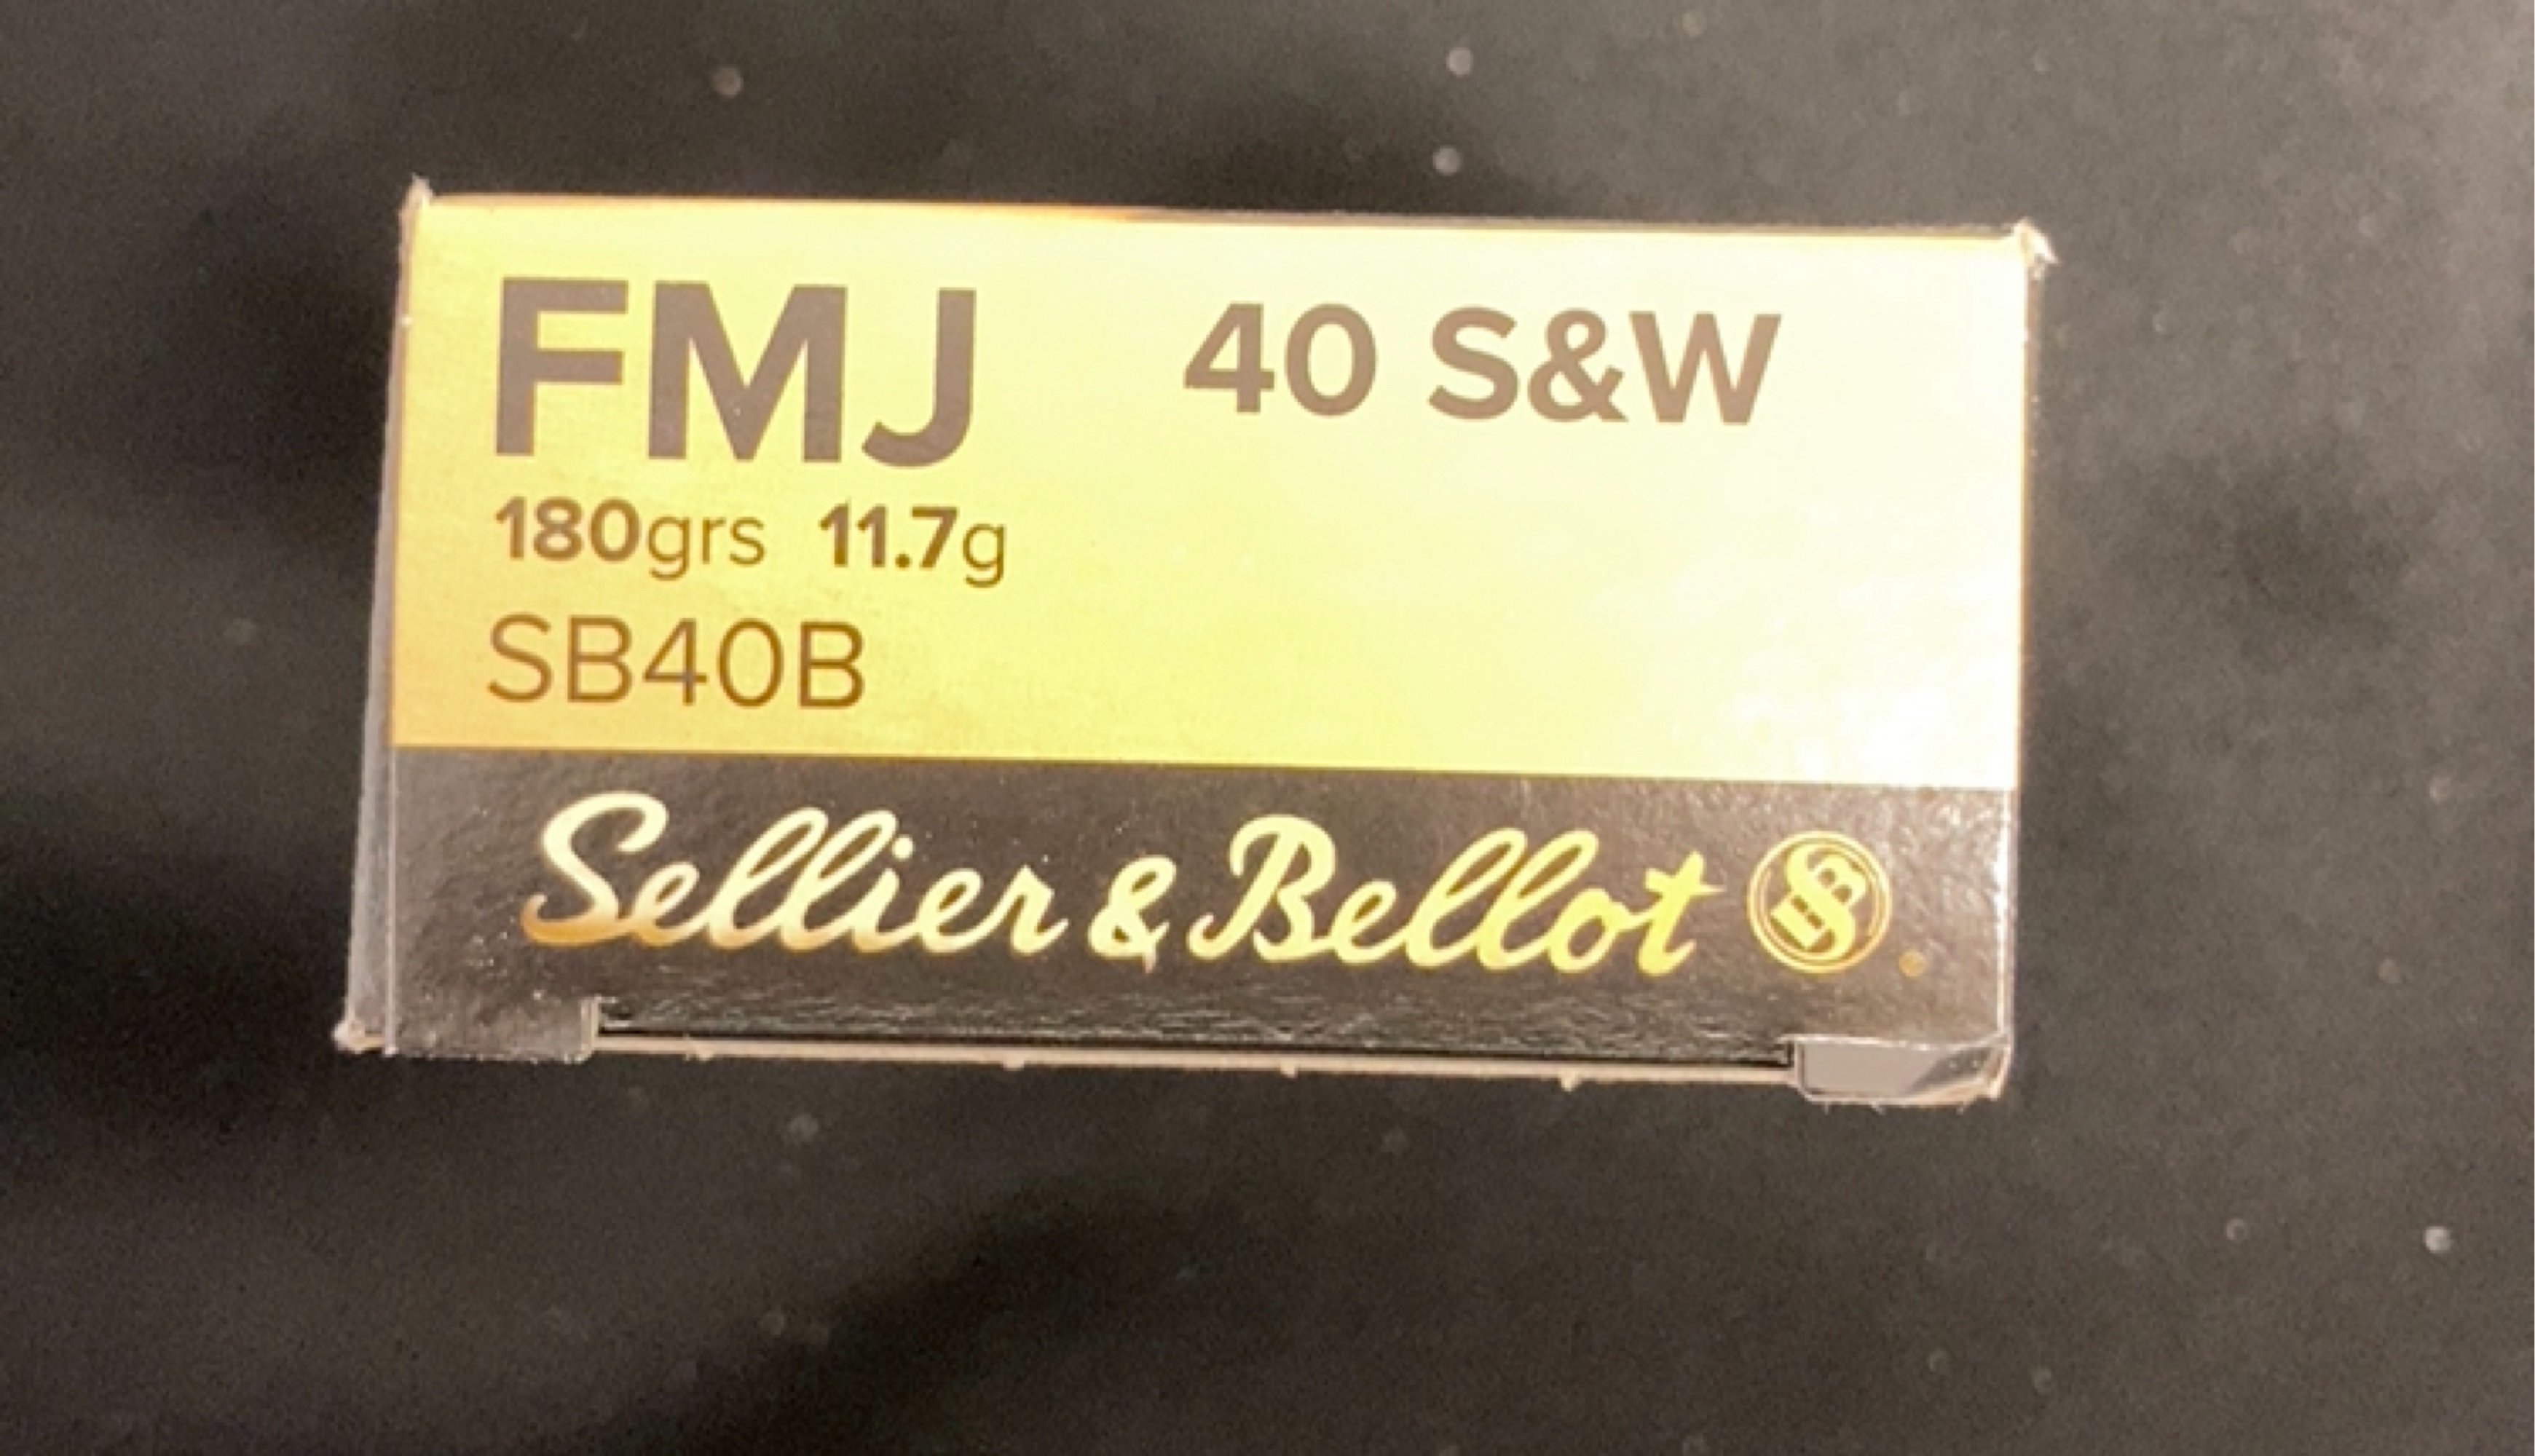 FMJ 40 S&W
180grs 11.7g
SB40B
Sellier & Bellot